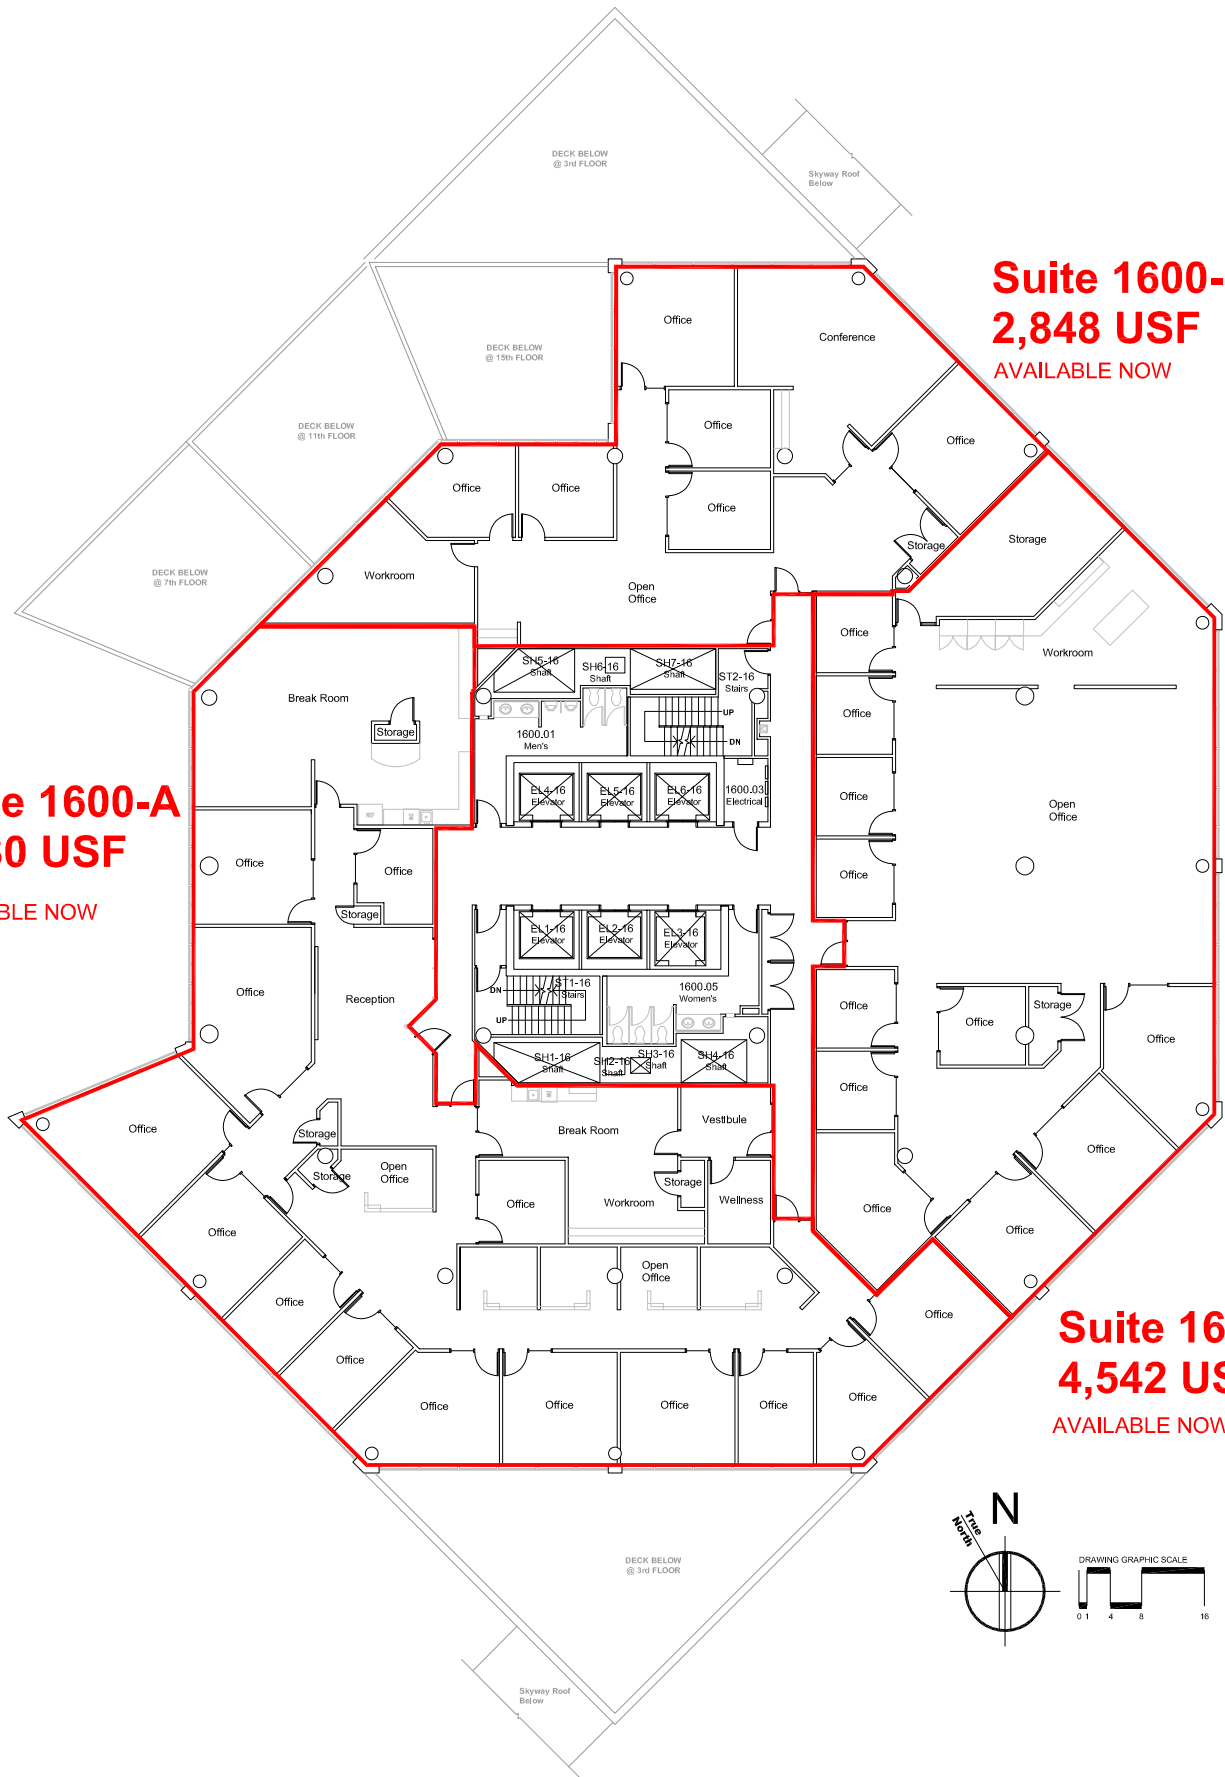 DECK BELOW
@ 3rd FLOOR
Skyway Roof
Below
Suite 1600-
2,848 USF
AVAILABLE NOW
Office
Conference
DECK BELOW
@ 15th FLOOR
DECK BELOW
@ 11th FLOOR
Office
Office
Office
Office
Office
Storage
Storage
DECK BELOW
@ 7th FLOOR
Workroom
Open
Office
Office
Workroom
SH5-16
Shaft
SH6-16
Shaft
SH7-16
Shaft
ST2-16
Stairs
Break Room
Storage
UP
DN
1600.01
Men's
Office
EL4-16
Elevator
EL5-16
Elevator
EL6-16
Elevator
1600.03
Electrical
Office
Open
Office
e 1600-A
0 USF
BLE NOW
Office
Office
Storage
Office
EL1-16
Elevator
EL2-16
Elevator
EL3-16
Elevator
Office
Reception
DN
UP
ST1-16
Stairs
1600.05
Women's
Office
Office
Storage
Office
SH1-16
Shaft
SH2-16
Shaft
SH3-16
Shaft
SH4-16
Shaft
Office
Office
Storage
Break Room
Vestibule
Office
Storage
Open
Office
Office
Workroom
Storage
Wellness
Office
Office
Office
Open
Office
Office
Office
Office
Office
Office
Office
Office
Office
Suite 16
4,542 US
AVAILABLE NOW
N
True
North
DRAWING GRAPHIC SCALE
0 1 4 8 16
DECK BELOW
@ 3rd FLOOR
Skyway Roof
Below